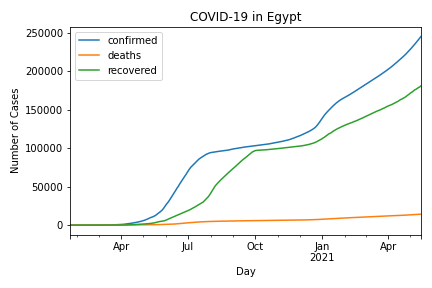 COVID-19 in Egypt
confirmed
deaths
recovered
250000
200000
150000
100000
50000
0
Number of Cases
Apr
Jul
Oct
Jan
2021
Apr
Day